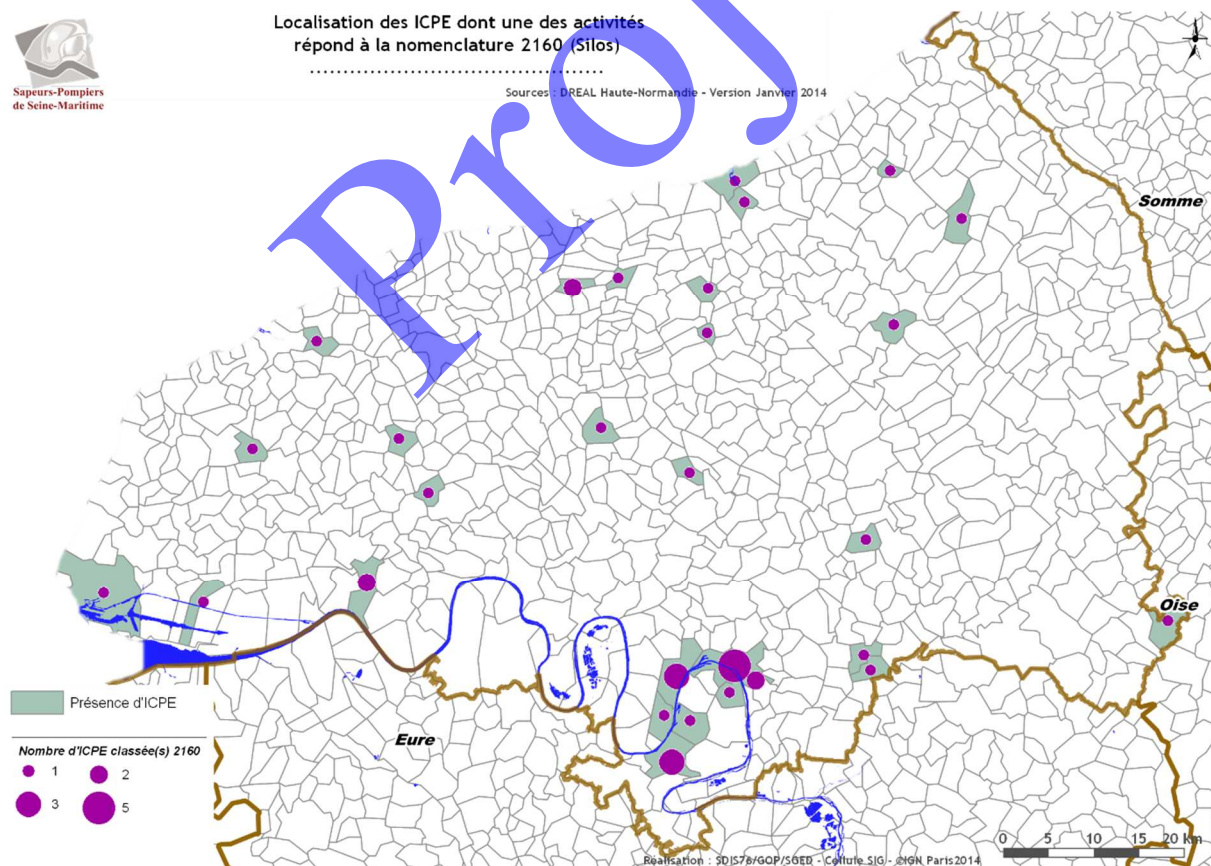 Localisation des ICPE dont une des activités
répond à la nomenclature 2160 (Silos)
Sapeurs-Pompiers
de Seine-Maritime
Sources : DREAL Haute-Normandie - Version Janvier 2014
Proj
Somme
Oise
Eure
Présence d'ICPE
Nombre d'ICPE classée(s) 2160
1 2
3 5
0 5 10 15 20 km
Réalisation : SDIS76/GOP/SGED - Cellule SIG - ©IGN Paris2014